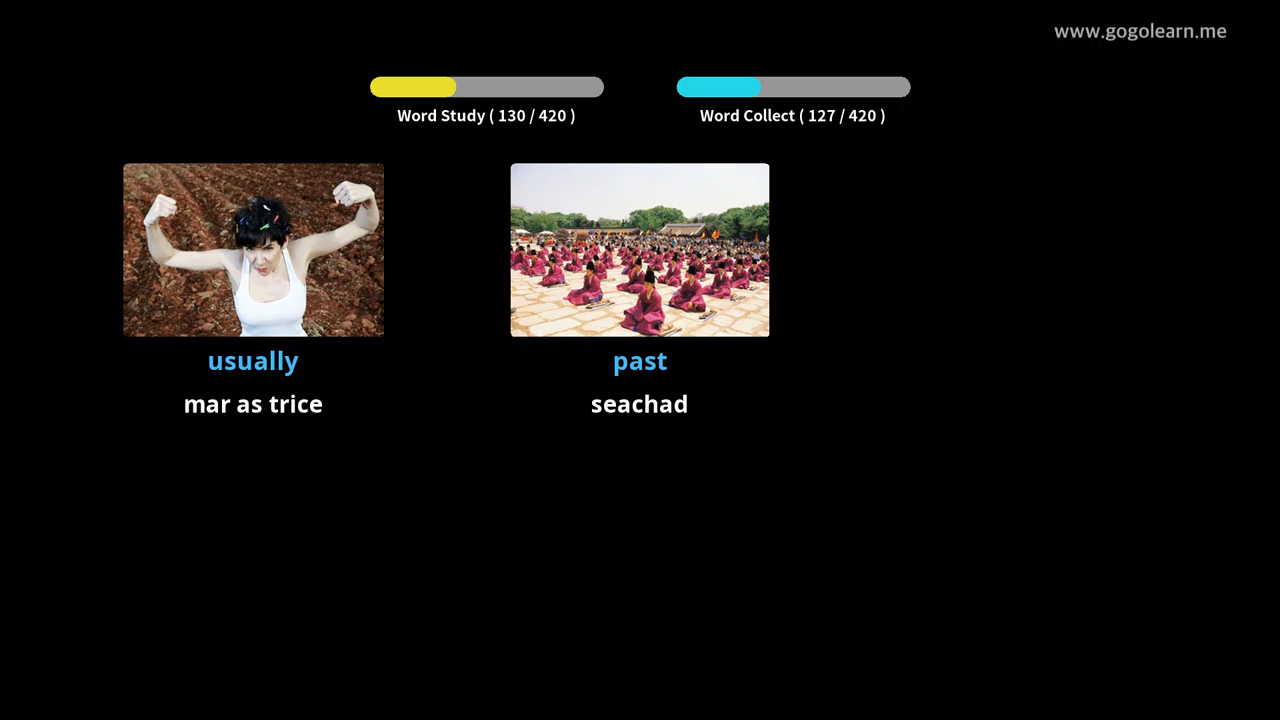 www.gogolearn.me
Word Study ( 130 / 420 )
Word Collect ( 127 / 420 )
usually
mar as trice
past
seachad